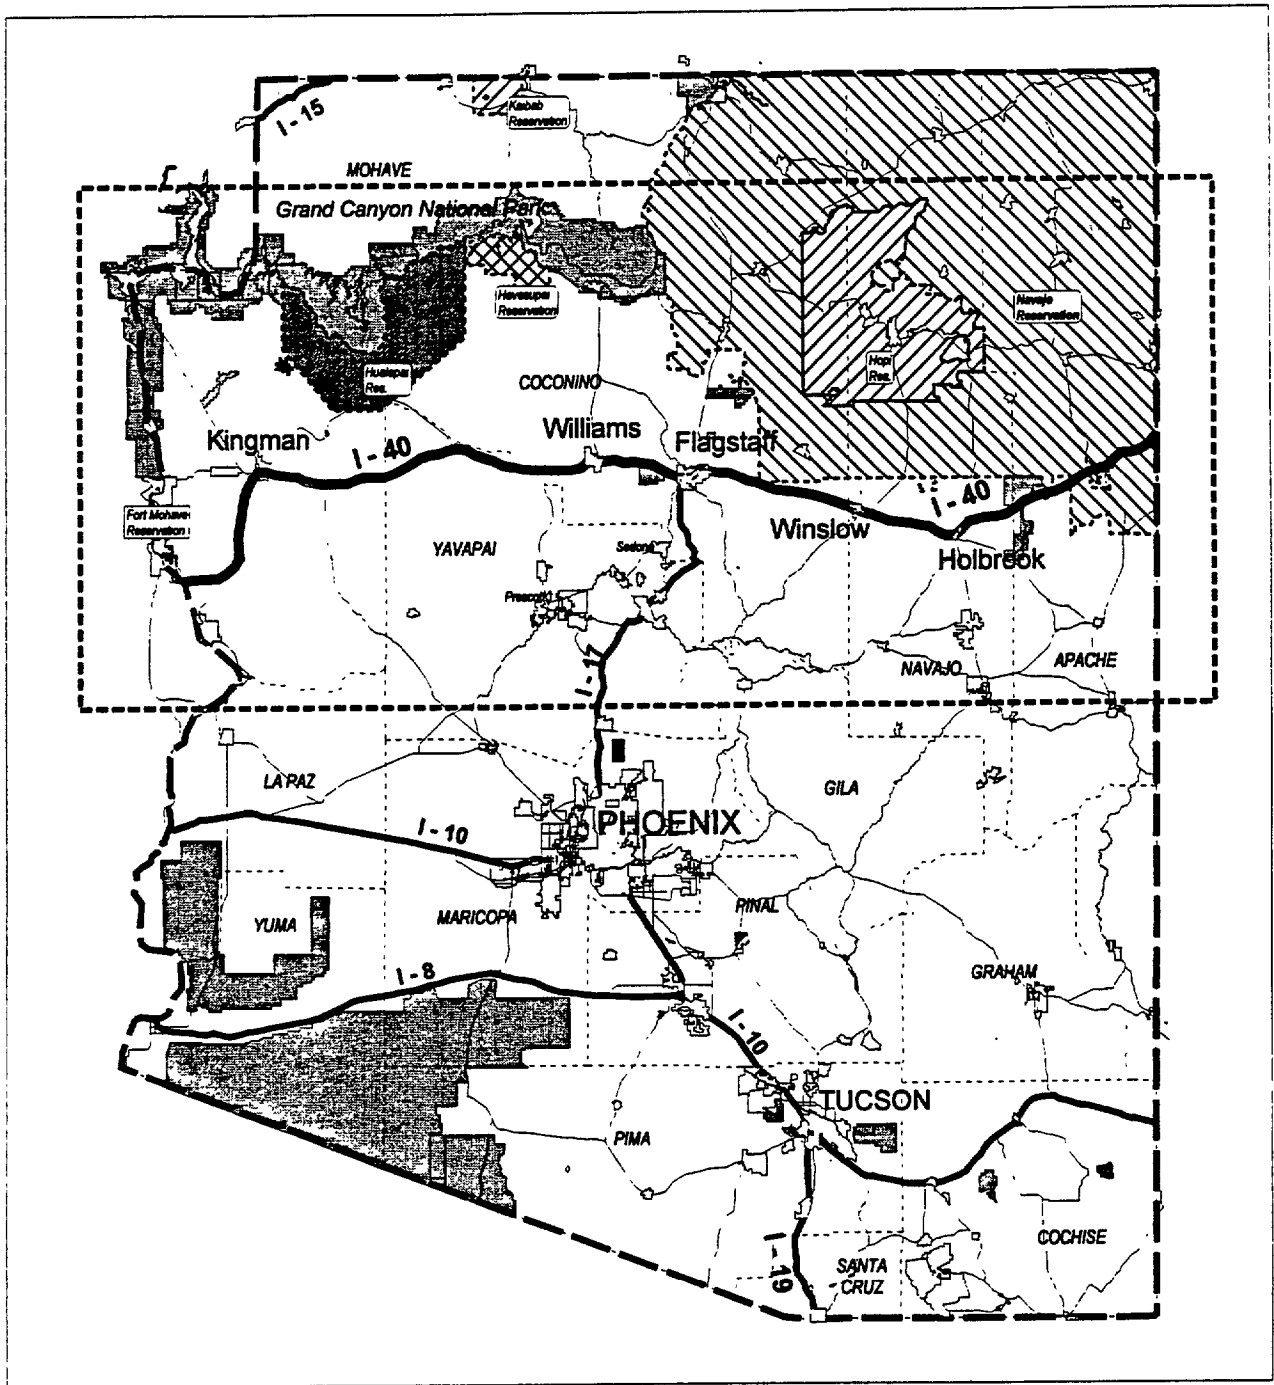 I - 15
Kaibab
Reservation
MOHAVE
Grand Canyon National Park
Havasupai
Reservation
Navajo
Reservation
Hualapai
Res.
Hopi
Res.
COCONINO
Kingman
Williams
Flagstaff
I - 40
I - 40
Fort Mohave
Reservation
Winslow
YAVAPAI
Sedona
Holbrook
Prescott
I - 17
NAVAJO
APACHE
LA PAZ
GILA
PHOENIX
I - 10
YUMA
MARICOPA
PINAL
I - 8
GRAHAM
I - 10
TUCSON
PIMA
COCHISE
I - 19
SANTA
CRUZ